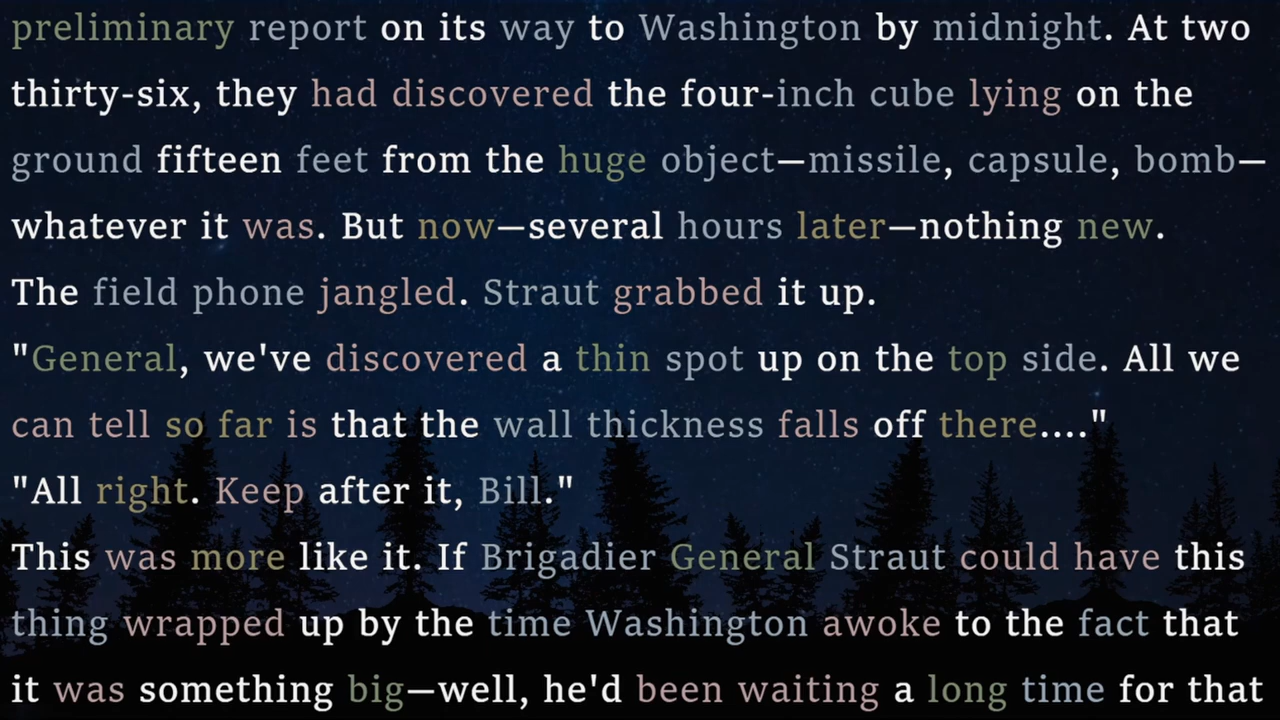 preliminary report on its way to Washington by midnight. At two
thirty-six, they had discovered the four-inch cube lying on the
ground fifteen feet from the huge object—missile, capsule, bomb—
whatever it was. But now—several hours later—nothing new.
The field phone jangled. Straut grabbed it up.
"General, we've discovered a thin spot up on the top side. All we
can tell so far is that the wall thickness falls off there...."
"All right. Keep after it, Bill."
This was more like it. If Brigadier General Straut could have this
thing wrapped up by the time Washington awoke to the fact that
it was something big—well, he'd been waiting a long time for that